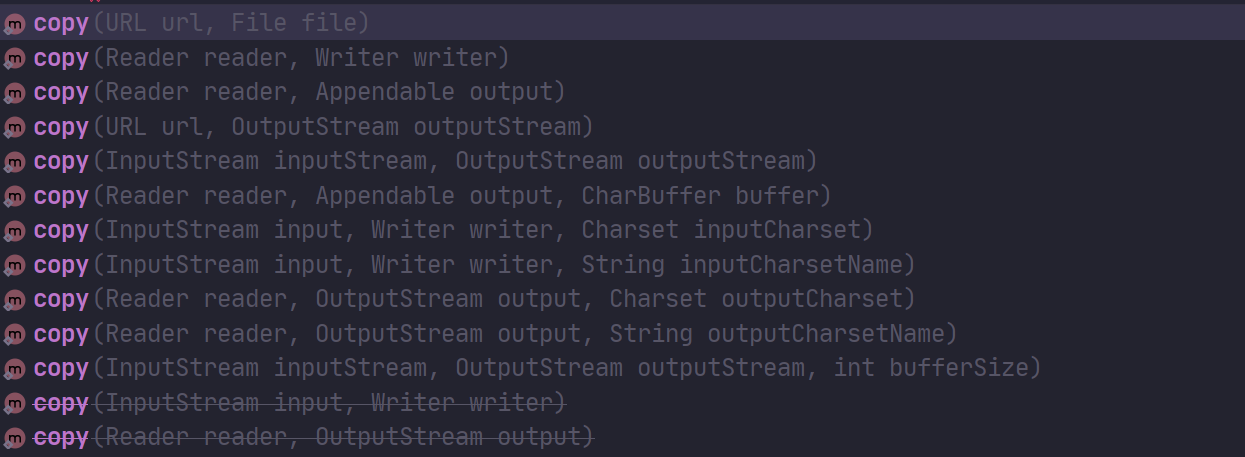 m copy(URL url, File file)
m copy(Reader reader, Writer writer)
m copy(Reader reader, Appendable output)
m copy(URL url, OutputStream outputStream)
m copy(InputStream inputStream, OutputStream outputStream)
m copy(Reader reader, Appendable output, CharBuffer buffer)
m copy(InputStream input, Writer writer, Charset inputCharset)
m copy(InputStream input, Writer writer, String inputCharsetName)
m copy(Reader reader, OutputStream output, Charset outputCharset)
m copy(Reader reader, OutputStream output, String outputCharsetName)
m copy(InputStream inputStream, OutputStream outputStream, int bufferSize)
m copy(InputStream input, Writer writer)
m copy(Reader reader, OutputStream output)